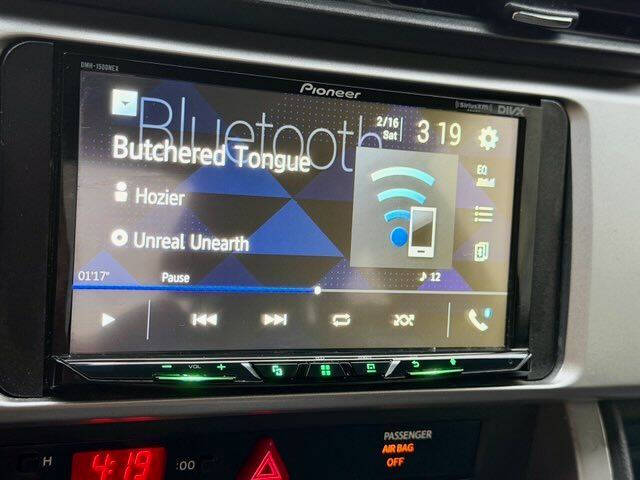 DMH-1500NEX
Pioneer
SiriusXM DIVX
Bluetooth
2/16
Sat
3 19
Butchered Tongue
EQ
Hozier
Unreal Unearth
01'17"
Pause
12
- VOL +
H
4:19
:00
PASSENGER
AIR BAG
OFF